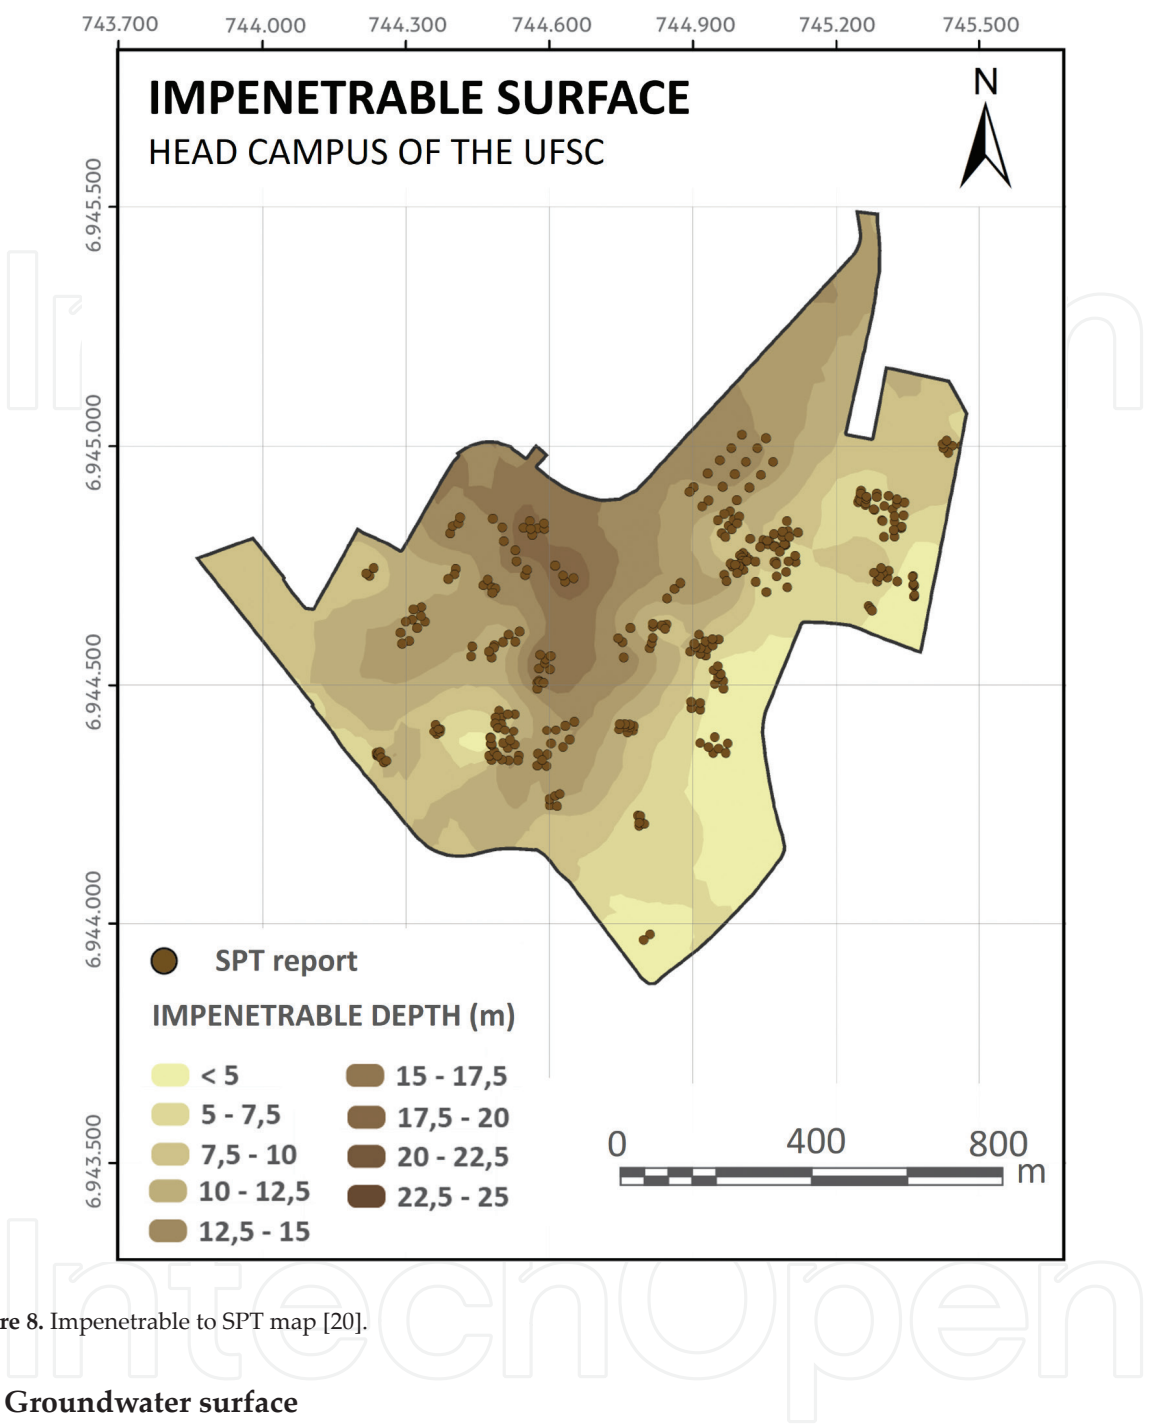 743.700 744.000 744.300 744.600 744.900 745.200 745.500
IMPENETRABLE SURFACE
HEAD CAMPUS OF THE UFSC
N
6.945.500
6.945.000
6.944.500
6.944.000
6.943.500
SPT report
IMPENETRABLE DEPTH (m)
< 5
5 - 7,5
7,5 - 10
10 - 12,5
12,5 - 15
15 - 17,5
17,5 - 20
20 - 22,5
22,5 - 25
0 400 800
m
re 8. Impenetrable to SPT map [20].
Groundwater surface
IntechOpen